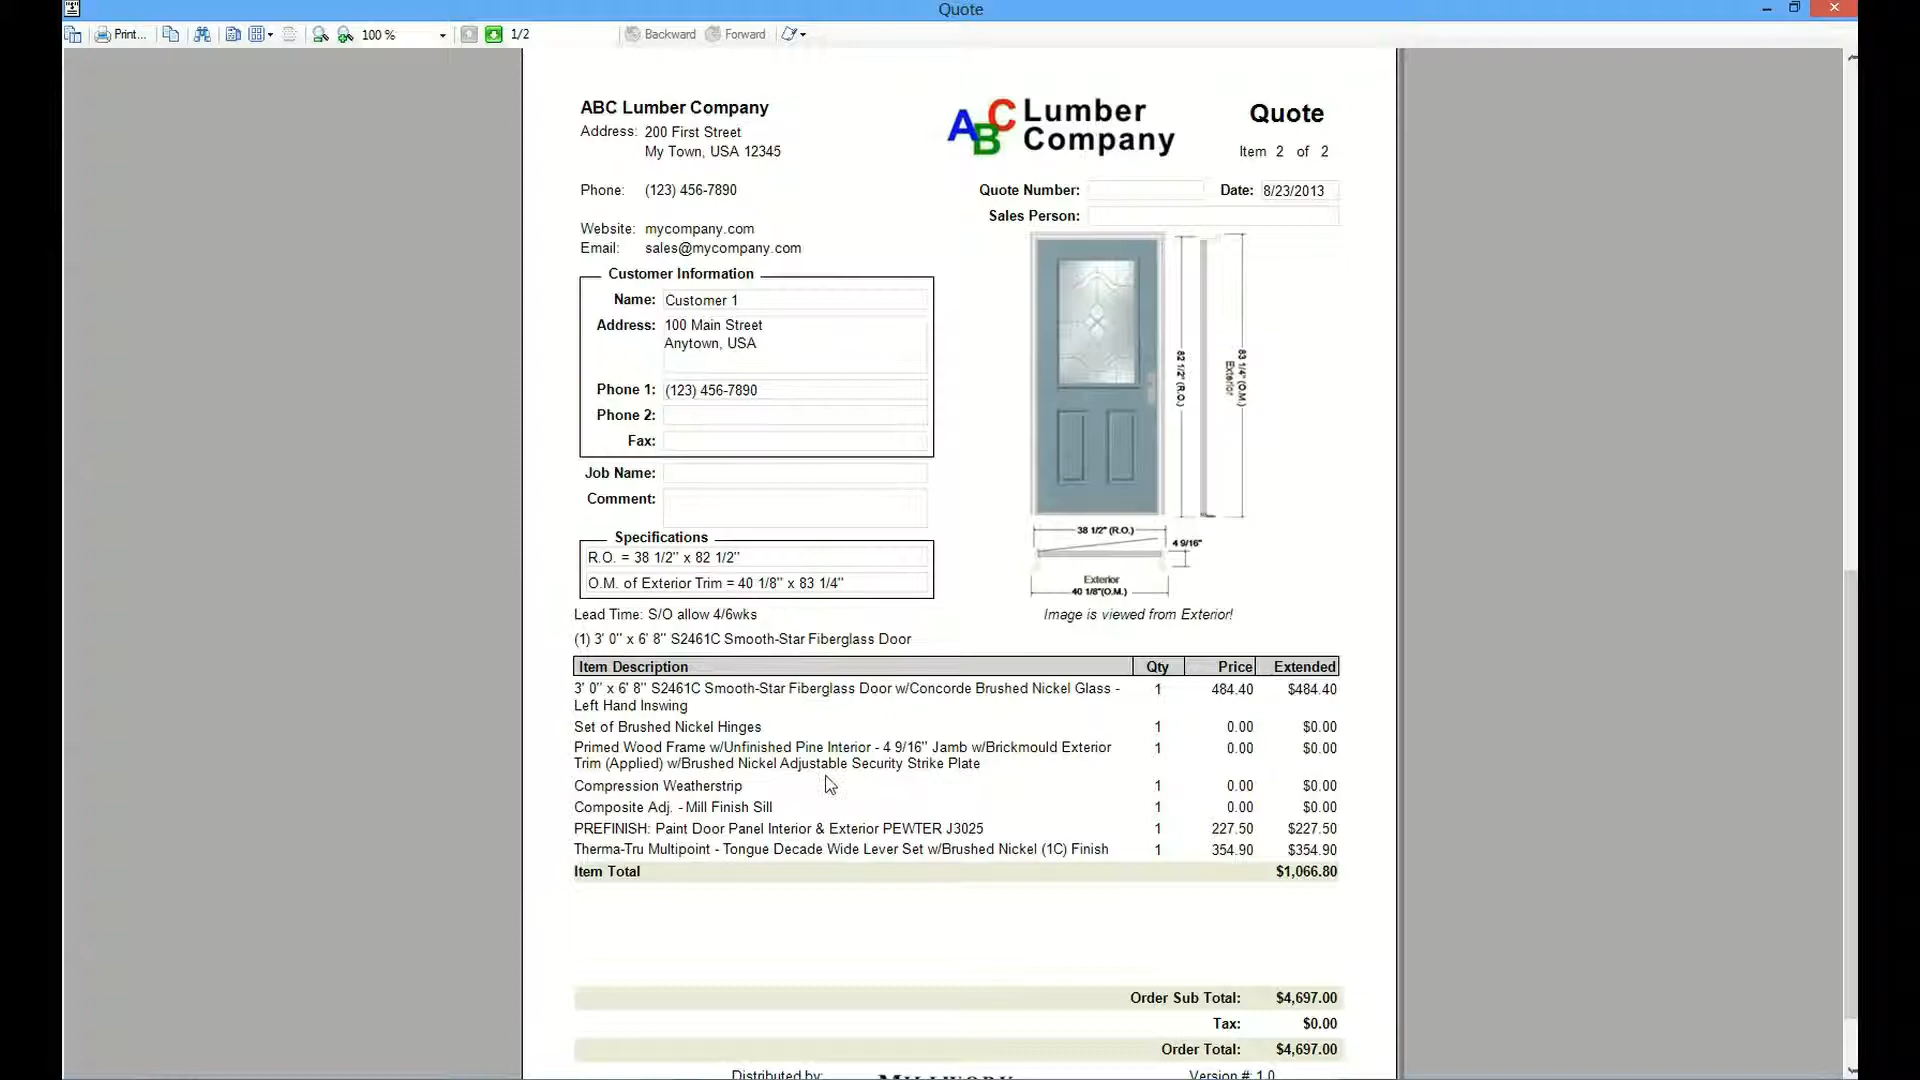 Quote
Print...
100 %
1/2
Backward
Forward
ABC Lumber Company
Address: 200 First Street
My Town, USA 12345
Phone: (123) 456-7890
Website: mycompany.com
Email: sales@mycompany.com
ABC Lumber
Company
Quote
Item 2 of 2
Quote Number:
Date: 8/23/2013
Sales Person:
Customer Information
Name: Customer 1
Address: 100 Main Street
Anytown, USA
Phone 1: (123) 456-7890
Phone 2:
Fax:
Job Name:
Comment:
Specifications
R.O. = 38 1/2" x 82 1/2"
O.M. of Exterior Trim = 40 1/8" x 83 1/4"
82 1/2" (R.O.)
83 1/4" (O.M.)
Exterior
38 1/2" (R.O.)
4 9/16"
Exterior
40 1/8"(O.M.)
Image is viewed from Exterior!
Lead Time: S/O allow 4/6wks
(1) 3' 0" x 6' 8" S2461C Smooth-Star Fiberglass Door
Item Description Qty Price Extended
3' 0" x 6' 8" S2461C Smooth-Star Fiberglass Door w/Concorde Brushed Nickel Glass - 1 484.40 $484.40
Left Hand Inswing
Set of Brushed Nickel Hinges 1 0.00 $0.00
Primed Wood Frame w/Unfinished Pine Interior - 4 9/16" Jamb w/Brickmould Exterior 1 0.00 $0.00
Trim (Applied) w/Brushed Nickel Adjustable Security Strike Plate
Compression Weatherstrip 1 0.00 $0.00
Composite Adj. - Mill Finish Sill 1 0.00 $0.00
PREFINISH: Paint Door Panel Interior & Exterior PEWTER J3025 1 227.50 $227.50
Therma-Tru Multipoint - Tongue Decade Wide Lever Set w/Brushed Nickel (1C) Finish 1 354.90 $354.90
Item Total $1,066.80
Order Sub Total: $4,697.00
Tax: $0.00
Order Total: $4,697.00
Distributed by:
MILLWORK
Version #: 1.0